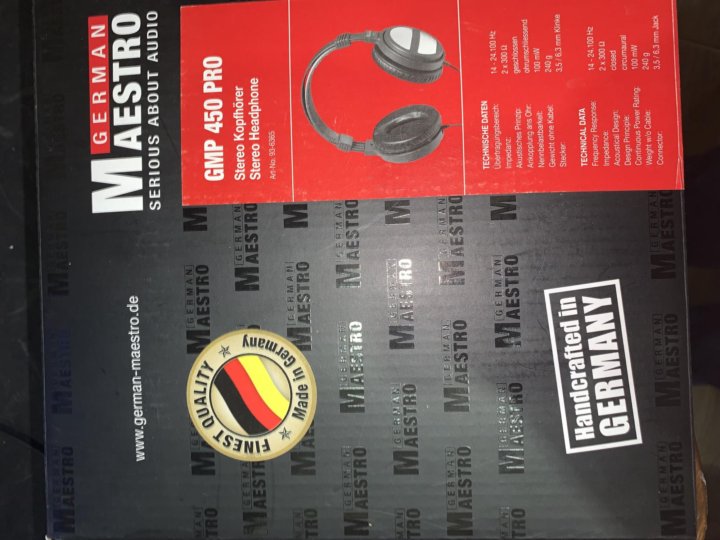 GERMAN
MAESTRO
SERIOUS ABOUT AUDIO
GMP 450 PRO
Stereo Kopfhörer
Stereo Headphone
Art-No. 93-6365
TECHNISCHE DATEN
Übertragungsbereich: 14 - 24.100 Hz
Impedanz: 2 x 300 Ω
Akustisches Prinzip: geschlossen
Ankopplung ans Ohr: ohrumschliessend
Nennbelastbarkeit: 100 mW
Gewicht ohne Kabel: 240 g
Stecker: 3,5 / 6,3 mm Klinke
TECHNICAL DATA
Frequency Response: 14 - 24.100 Hz
Impedance: 2 x 300 Ω
Acoustical Design: closed
Design Principle: circumaural
Continuous Power Rating: 100 mW
Weight w/o Cable: 240 g
Connector: 3,5 / 6,3 mm Jack
www.german-maestro.de
FINEST QUALITY
Made in Germany
Handcrafted in
GERMANY